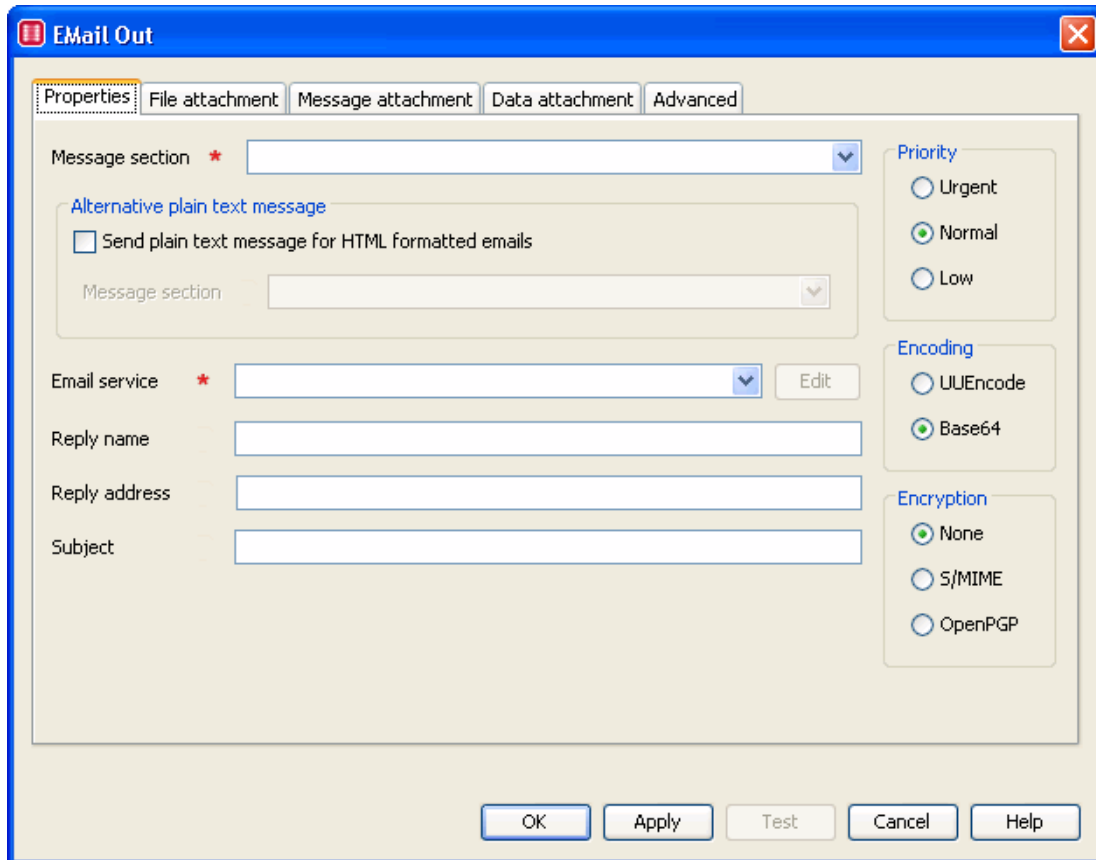 EMail Out
Properties File attachment Message attachment Data attachment Advanced
Message section *
Priority
Urgent
Alternative plain text message
Send plain text message for HTML formatted emails
Normal
Message section
Low
Encoding
Email service * Edit
UUEncode
Reply name
Base64
Reply address
Encryption
None
Subject
S/MIME
OpenPGP
OK Apply Test Cancel Help